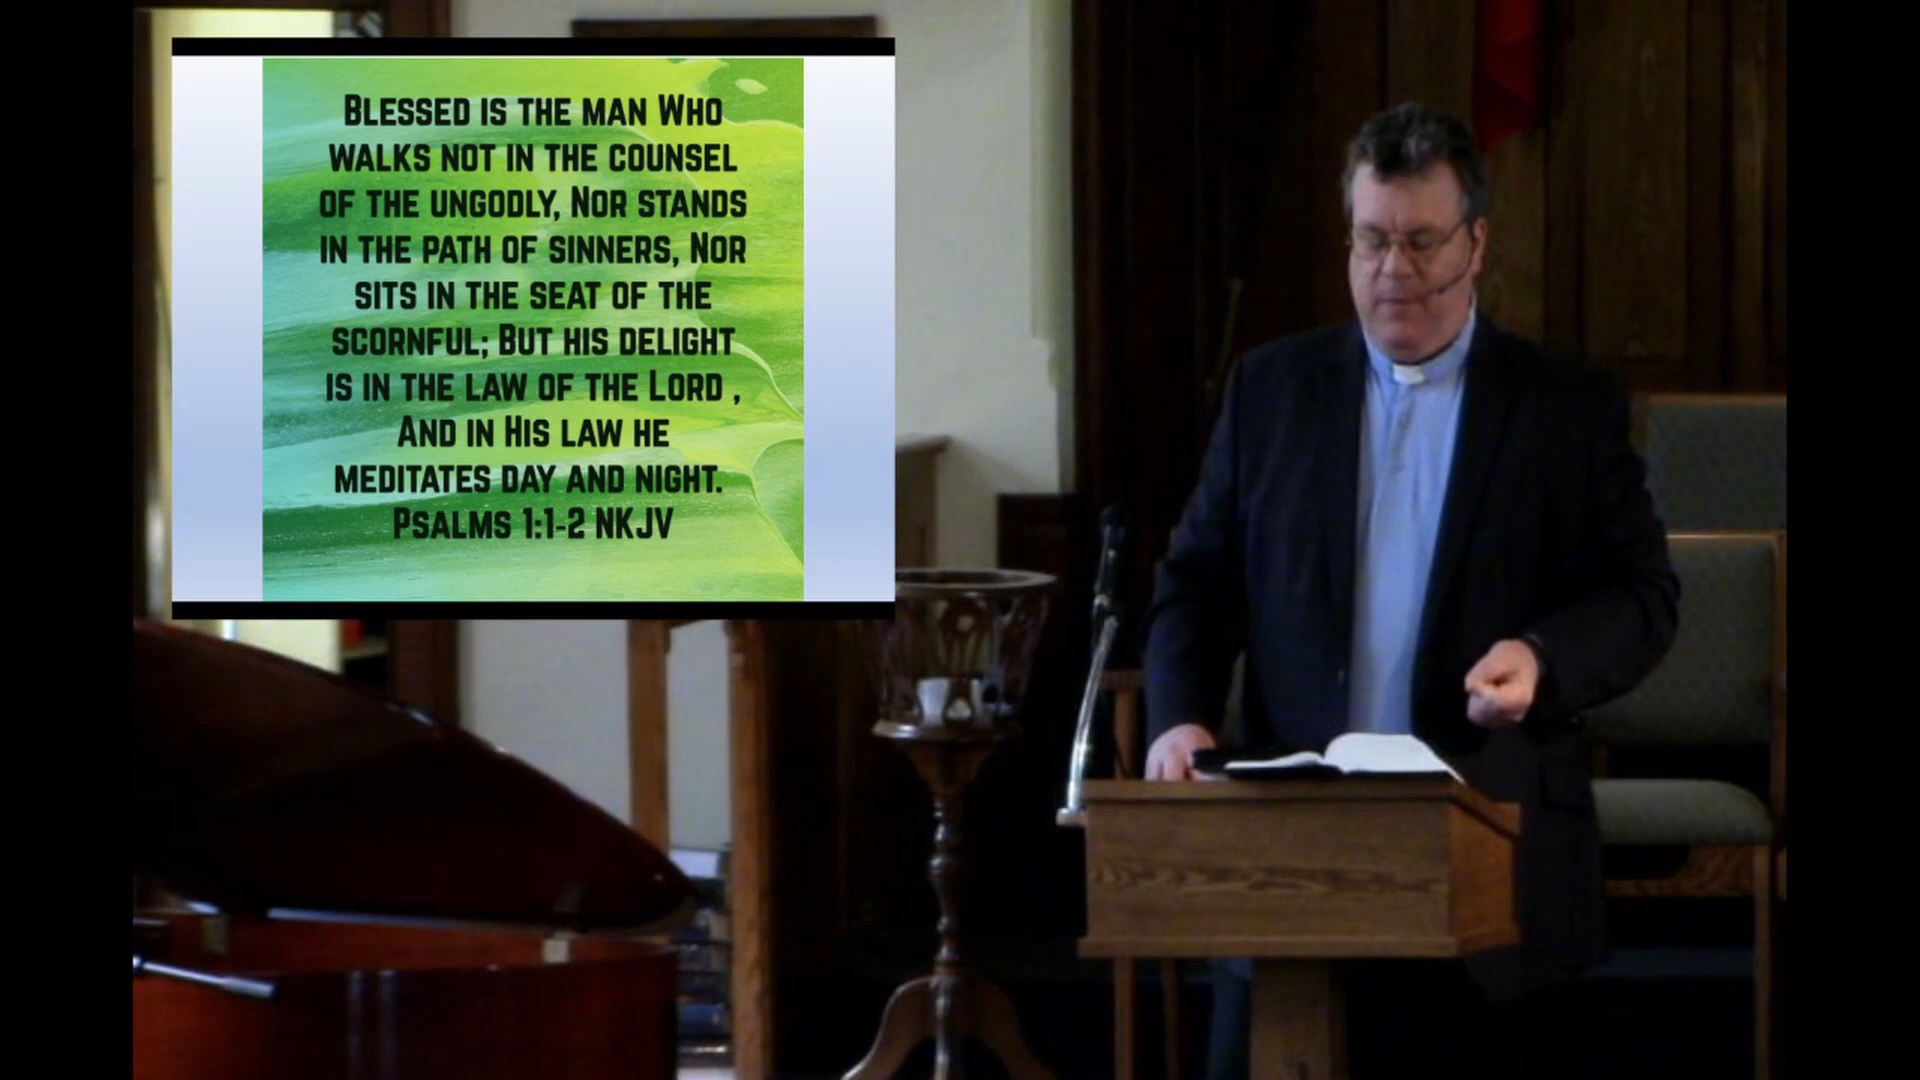 Blessed is the man Who
walks not in the counsel
of the ungodly, Nor stands
in the path of sinners, Nor
sits in the seat of the
scornful; But his delight
is in the law of the Lord ,
And in His law he
meditates day and night.
Psalms 1:1-2 NKJV